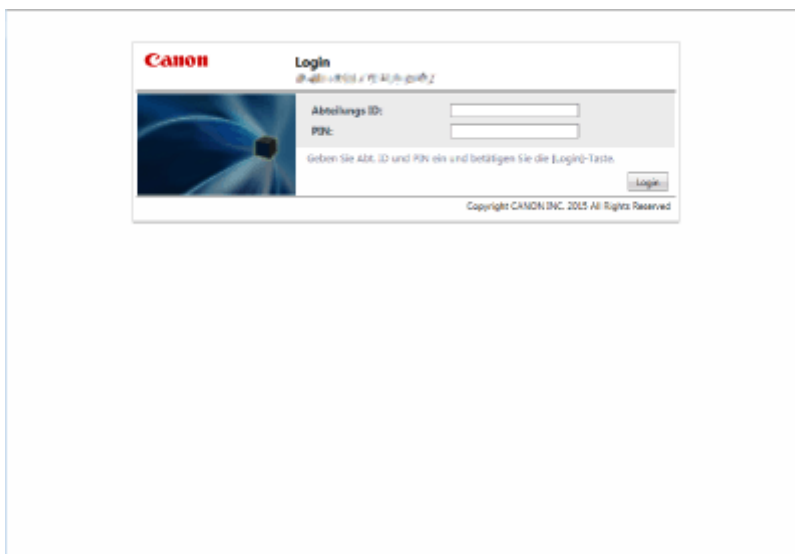 Canon
Login
Abteilungs ID:
PIN:
Geben Sie Abt. ID und PIN ein und betätigen Sie die [Login]-Taste.
Login
Copyright CANON INC. 2015 All Rights Reserved